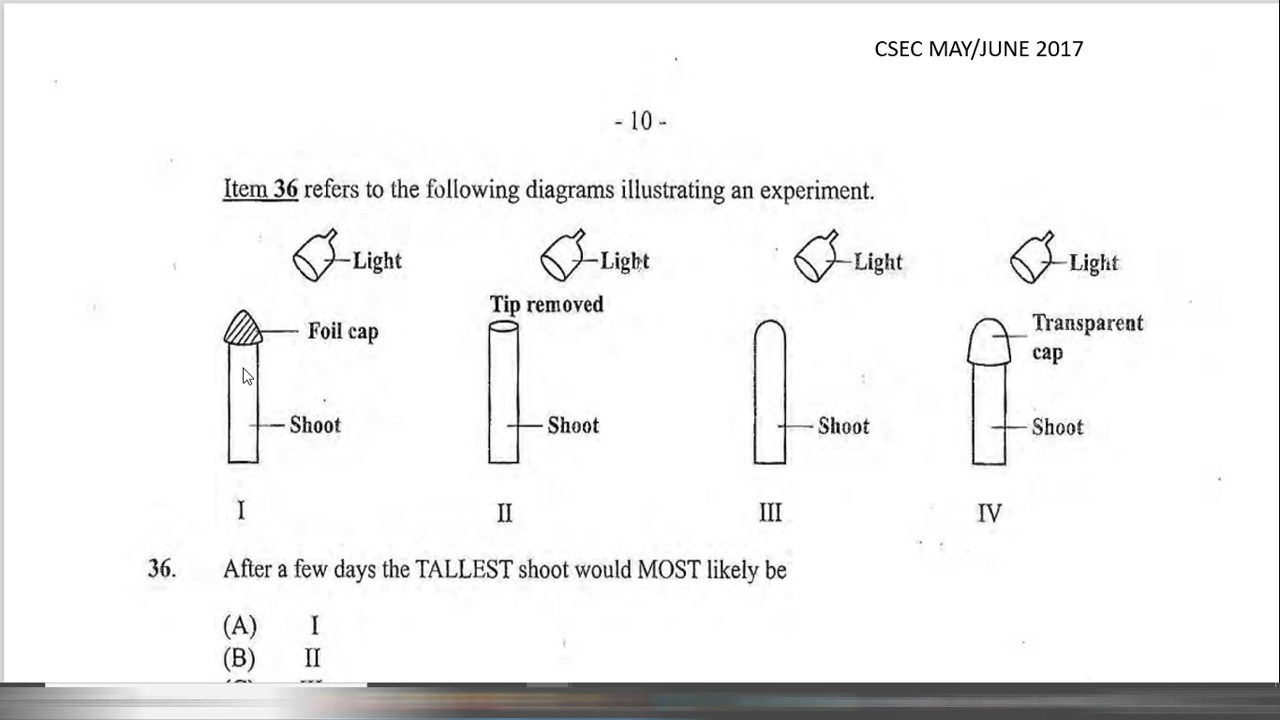 CSEC MAY/JUNE 2017
- 10 -
Item 36 refers to the following diagrams illustrating an experiment.
Light Light Light Light
Tip removed
Foil cap Transparent
cap
Shoot Shoot Shoot Shoot
I II III IV
36. After a few days the TALLEST shoot would MOST likely be
(A) I
(B) II